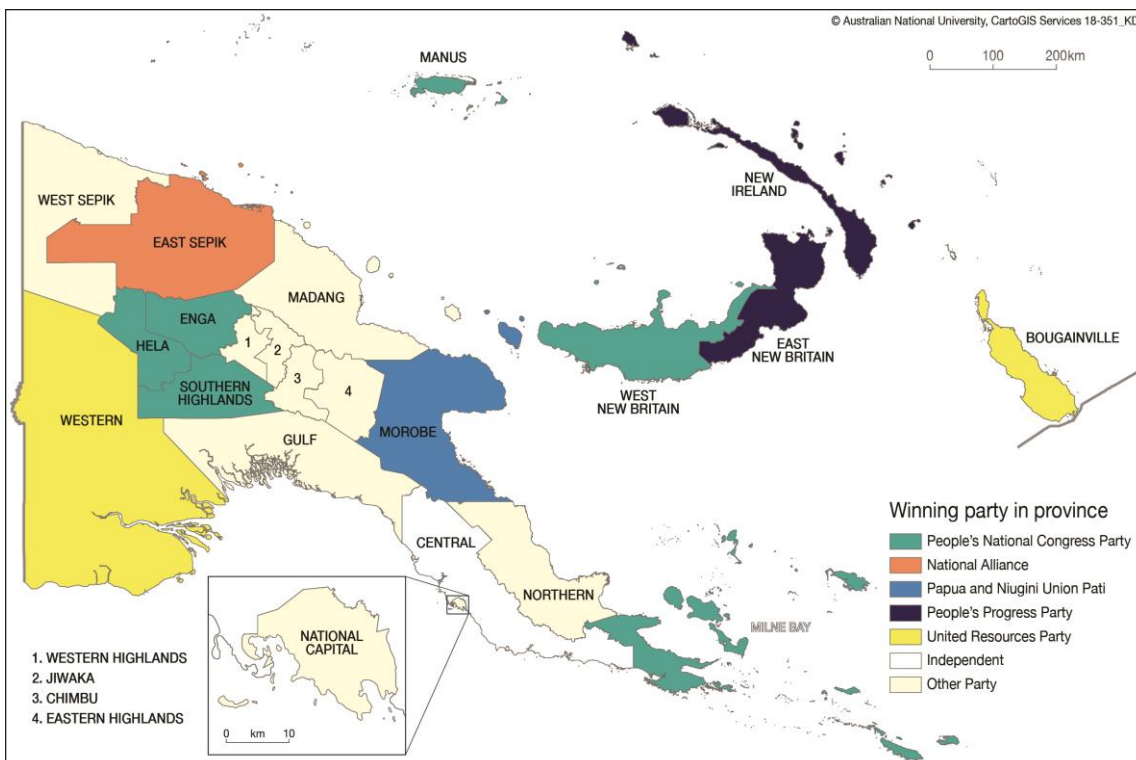 © Australian National University, CartoGIS Services 18-351_KD
0 100 200km
MANUS
WEST SEPIK
EAST SEPIK
MADANG
NEW
IRELAND
ENGA
HELA
1
2
3
4
SOUTHERN
HIGHLANDS
WESTERN
GULF
MOROBE
EAST
NEW BRITAIN
WEST
NEW BRITAIN
BOUGAINVILLE
CENTRAL
NORTHERN
MILNE BAY
NATIONAL
CAPITAL
0 km 10
1. WESTERN HIGHLANDS
2. JIWAKA
3. CHIMBU
4. EASTERN HIGHLANDS
Winning party in province
People's National Congress Party
National Alliance
Papua and Niugini Union Pati
People's Progress Party
United Resources Party
Independent
Other Party